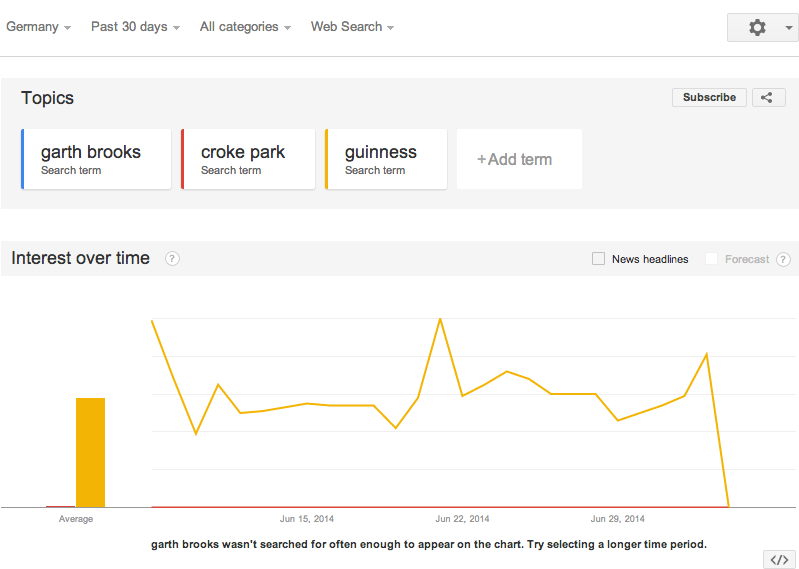 Germany Past 30 days All categories Web Search
Topics
Subscribe
garth brooks croke park guinness +Add term
Search term Search term Search term
Interest over time ?
News headlines Forecast ?
Average Jun 15, 2014 Jun 22, 2014 Jun 29, 2014
garth brooks wasn't searched for often enough to appear on the chart. Try selecting a longer time period.
</>